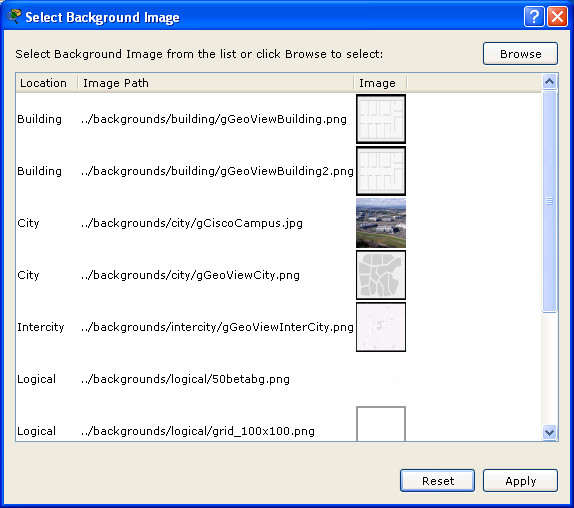 Select Background Image
Select Background Image from the list or click Browse to select:
Browse
Location Image Path Image
Building ../backgrounds/building/gGeoViewBuilding.png
Building ../backgrounds/building/gGeoViewBuilding2.png
City ../backgrounds/city/gCiscoCampus.jpg
City ../backgrounds/city/gGeoViewCity.png
Intercity ../backgrounds/intercity/gGeoViewInterCity.png
Logical ../backgrounds/logical/50betabg.png
Logical ../backgrounds/logical/grid_100x100.png
Reset Apply